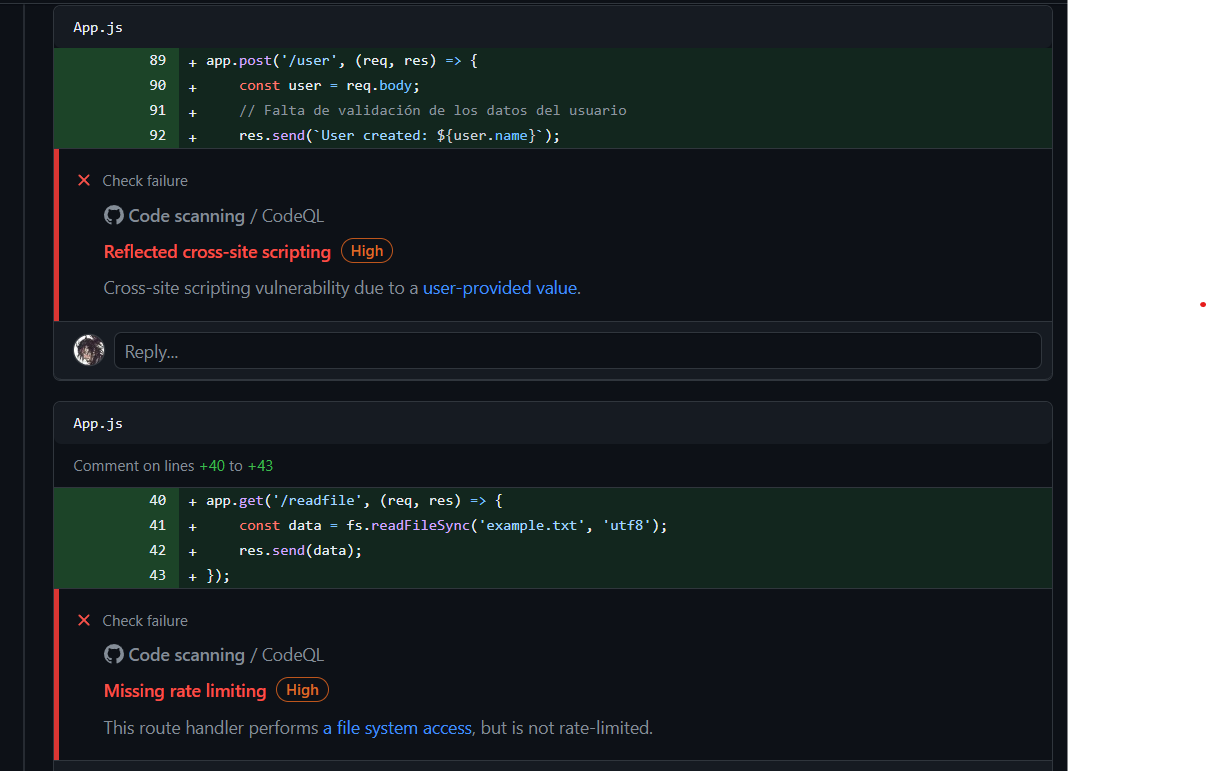 App.js
89 + app.post('/user', (req, res) => {
90 + const user = req.body;
91 + // Falta de validación de los datos del usuario
92 + res.send(`User created: ${user.name}`);
Check failure
Code scanning / CodeQL
Reflected cross-site scripting High
Cross-site scripting vulnerability due to a user-provided value.
Reply...
App.js
Comment on lines +40 to +43
40 + app.get('/readfile', (req, res) => {
41 + const data = fs.readFileSync('example.txt', 'utf8');
42 + res.send(data);
43 + });
Check failure
Code scanning / CodeQL
Missing rate limiting High
This route handler performs a file system access, but is not rate-limited.